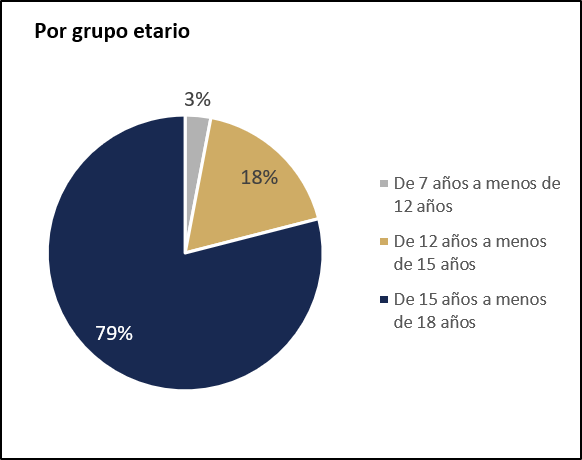 Por grupo etario
3%
18%
79%
De 7 años a menos de
12 años
De 12 años a menos
de 15 años
De 15 años a menos
de 18 años